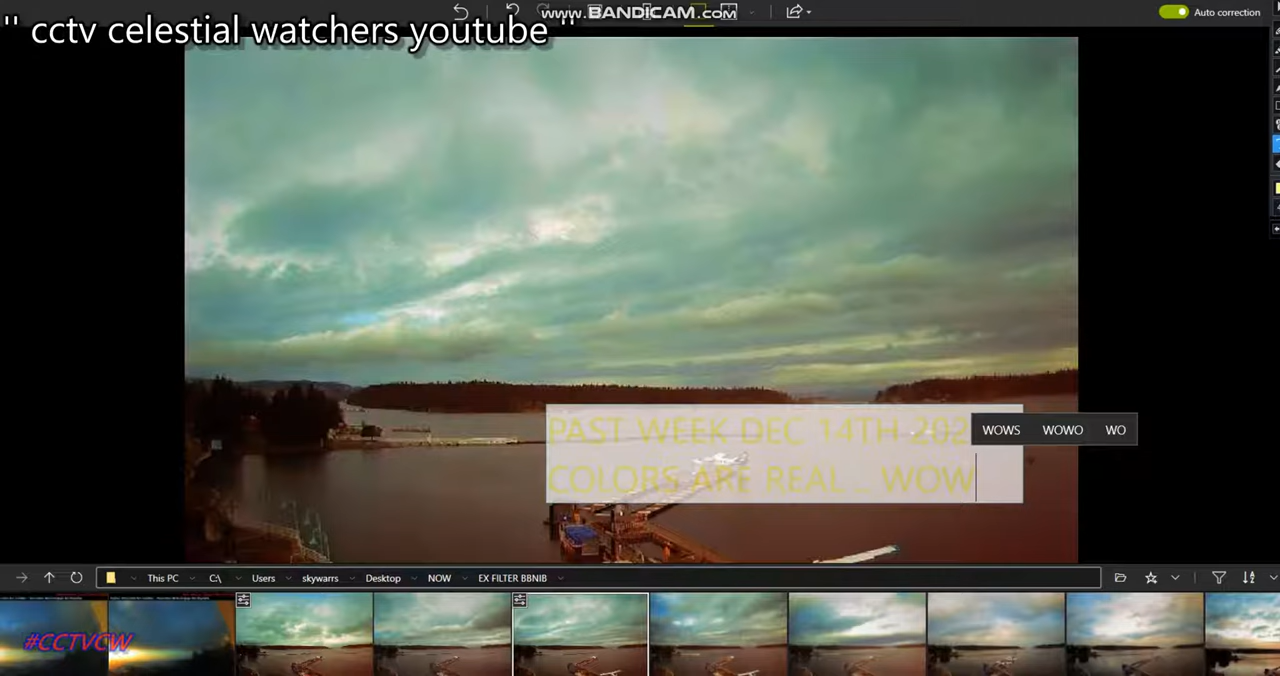 " cctv celestial watchers youtube "
www.BANDICAM.com
Auto correction
PAST WEEK DEC 14TH 202
WOWS WOWO WO
COLORS ARE REAL .. WOW
This PC C:\ Users skywarrs Desktop NOW EX FILTER BBNIB
#CCTVCW